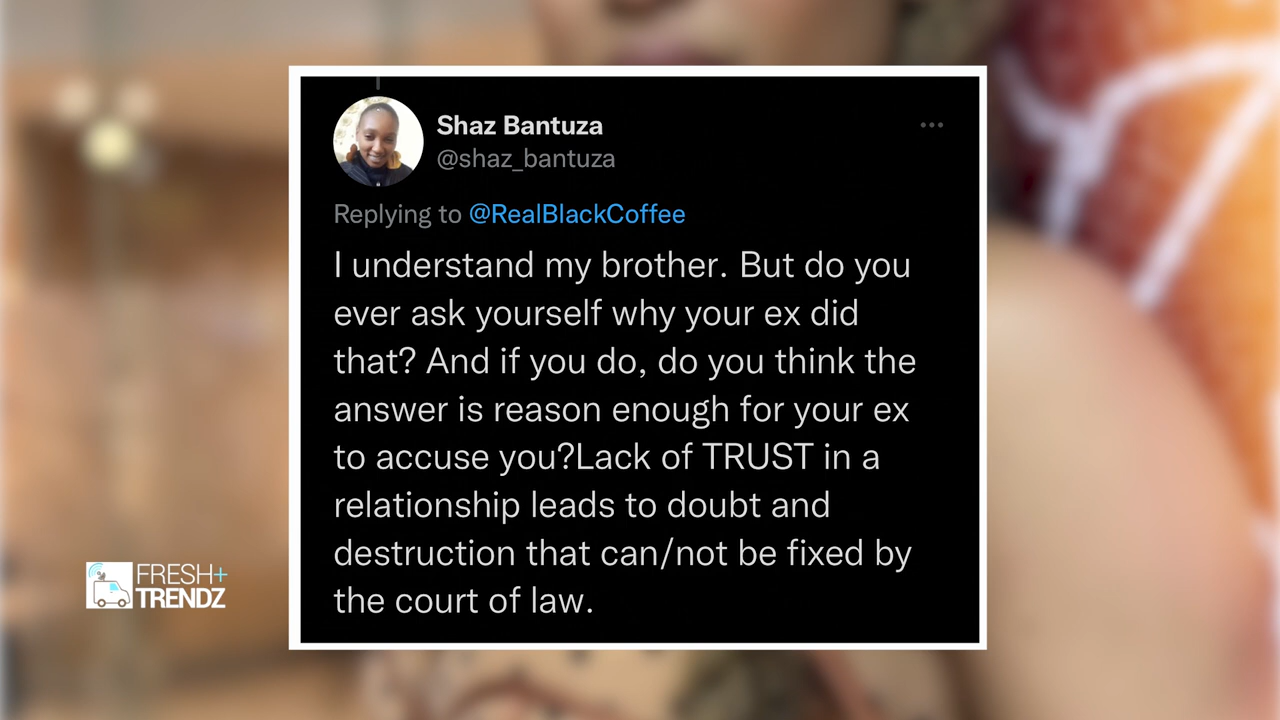 Shaz Bantuza
@shaz_bantuza
Replying to @RealBlackCoffee
I understand my brother. But do you
ever ask yourself why your ex did
that? And if you do, do you think the
answer is reason enough for your ex
to accuse you?Lack of TRUST in a
relationship leads to doubt and
destruction that can/not be fixed by
the court of law.
FRESH+
TRENDZ